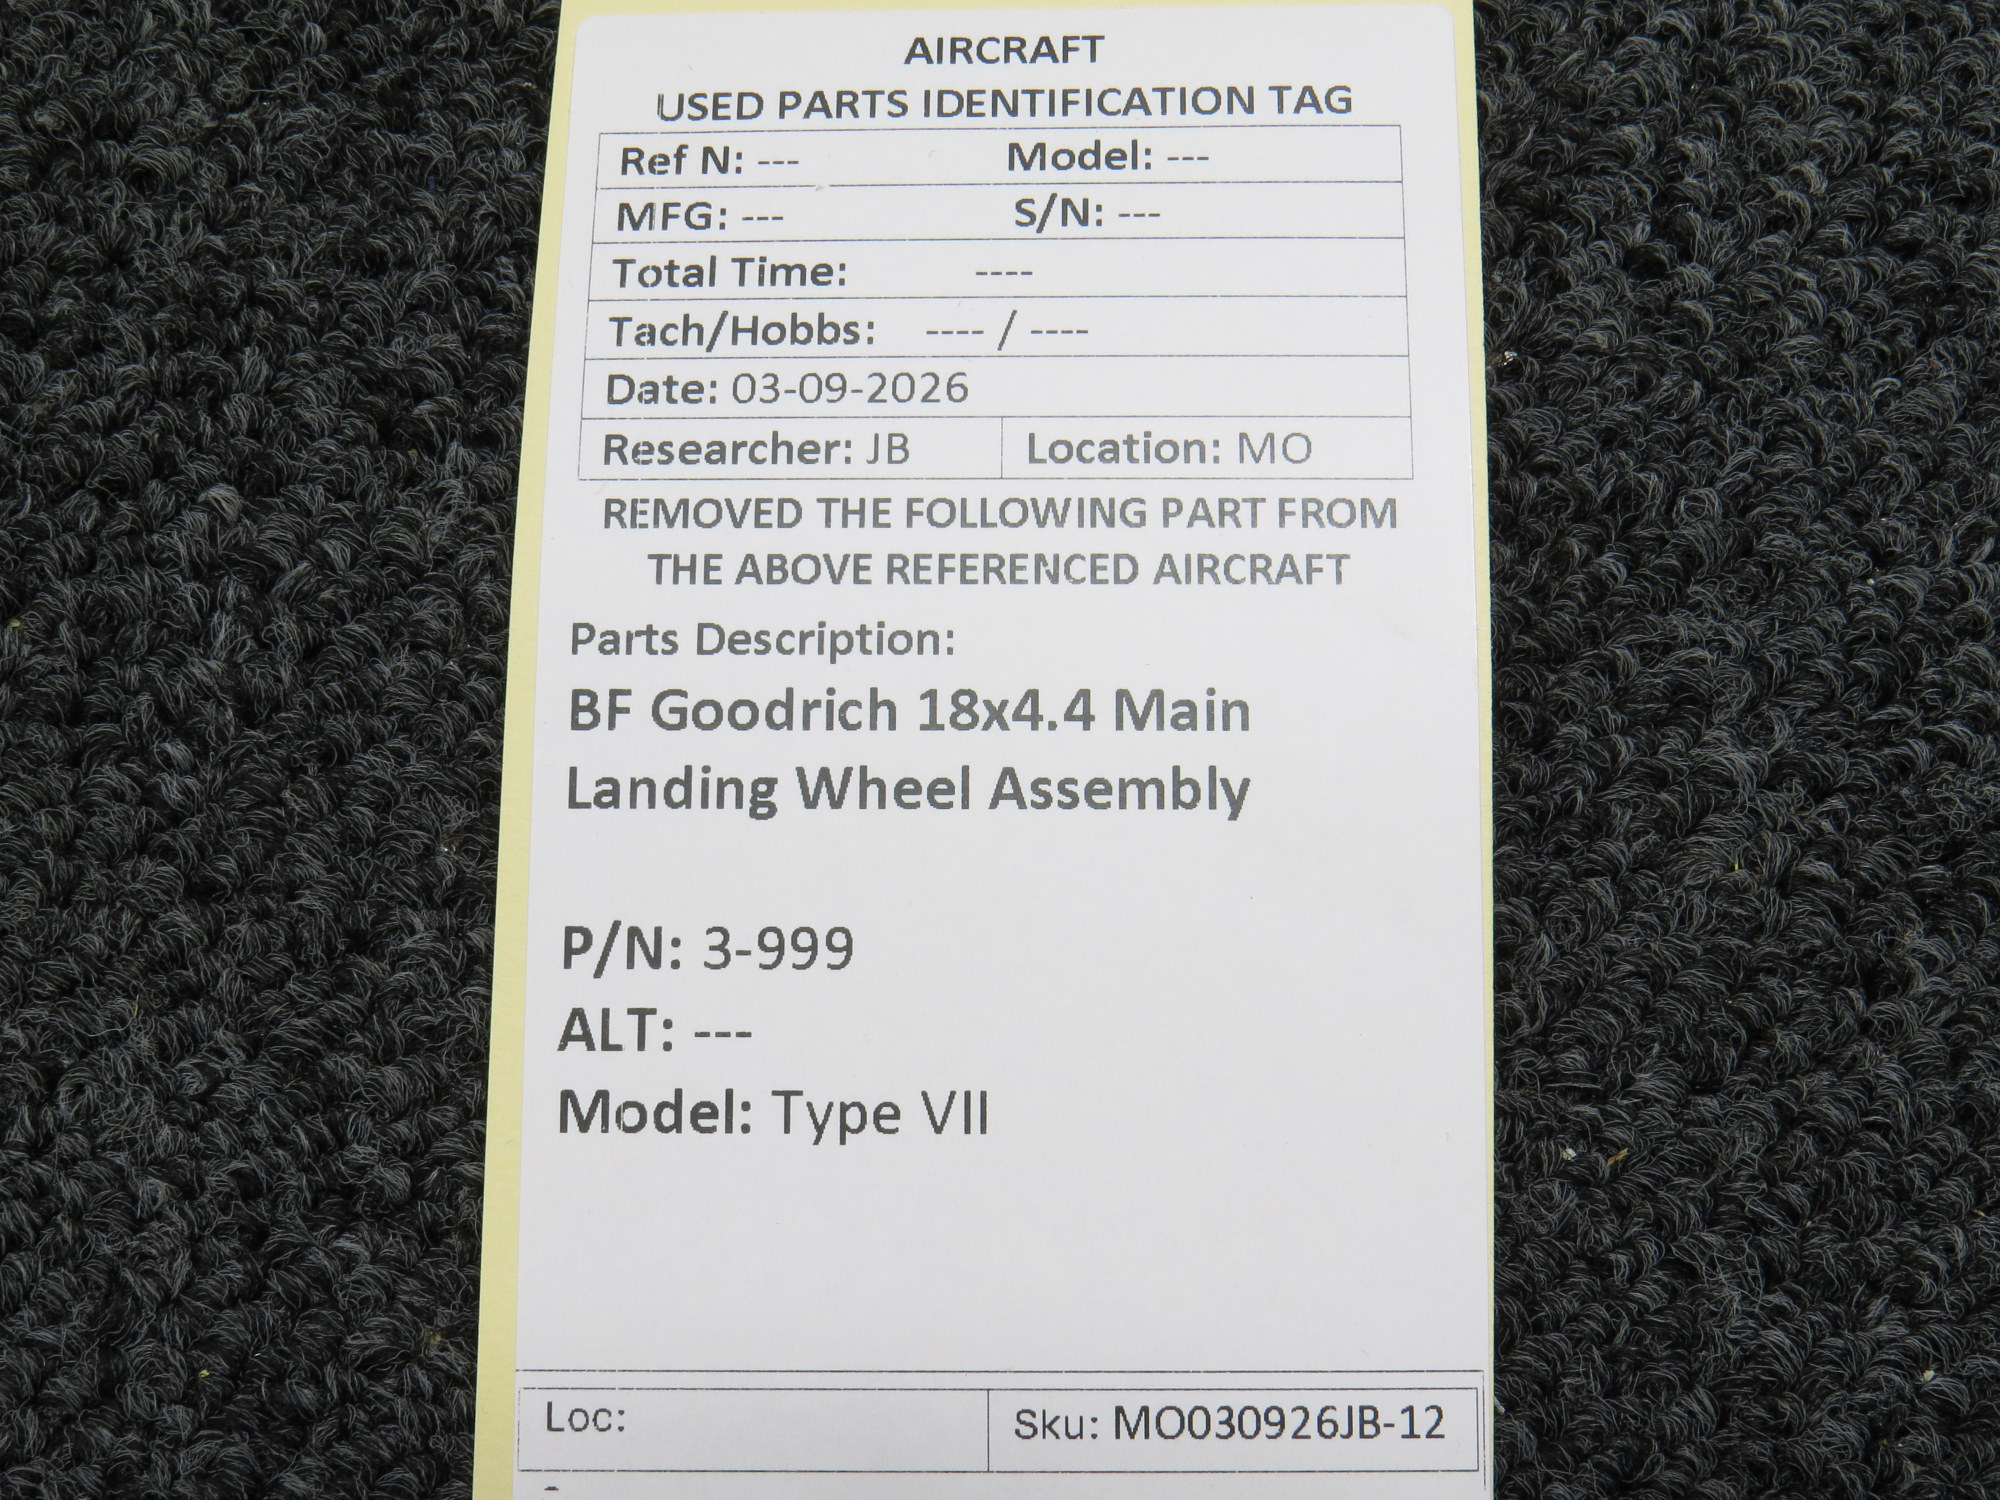 AIRCRAFT
USED PARTS IDENTIFICATION TAG
Ref N: --- Model: ---
MFG: --- S/N: ---
Total Time: ----
Tach/Hobbs: ---- / ----
Date: 03-09-2026
Researcher: JB Location: MO
REMOVED THE FOLLOWING PART FROM
THE ABOVE REFERENCED AIRCRAFT
Parts Description:
BF Goodrich 18x4.4 Main
Landing Wheel Assembly
P/N: 3-999
ALT: ---
Model: Type VII
Loc: Sku: MO030926JB-12